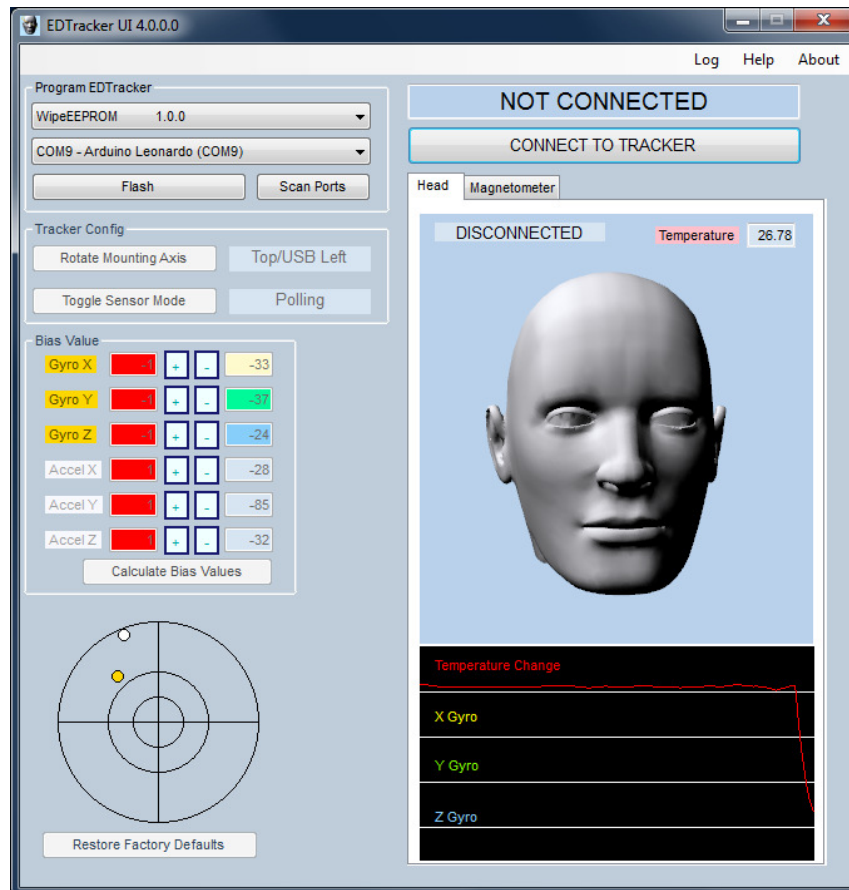 EDTracker UI 4.0.0.0
Log Help About
Program EDTracker
WipeEEPROM 1.0.0
COM9 - Arduino Leonardo (COM9)
Flash Scan Ports
Tracker Config
Rotate Mounting Axis Top/USB Left
Toggle Sensor Mode Polling
Bias Value
Gyro X -1 + - -33
Gyro Y -1 + - -37
Gyro Z -1 + - -24
Accel X 1 + - -28
Accel Y 1 + - -85
Accel Z 1 + - -32
Calculate Bias Values
Restore Factory Defaults
NOT CONNECTED
CONNECT TO TRACKER
Head Magnetometer
DISCONNECTED Temperature 26.78
Temperature Change
X Gyro
Y Gyro
Z Gyro